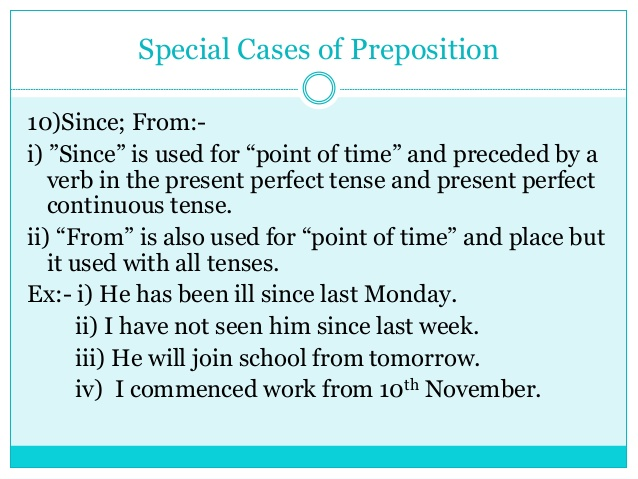 Special Cases of Preposition
10)Since; From:-
i) ”Since” is used for “point of time” and preceded by a
verb in the present perfect tense and present perfect
continuous tense.
ii) “From” is also used for “point of time” and place but
it used with all tenses.
Ex:- i) He has been ill since last Monday.
ii) I have not seen him since last week.
iii) He will join school from tomorrow.
iv) I commenced work from 10th November.